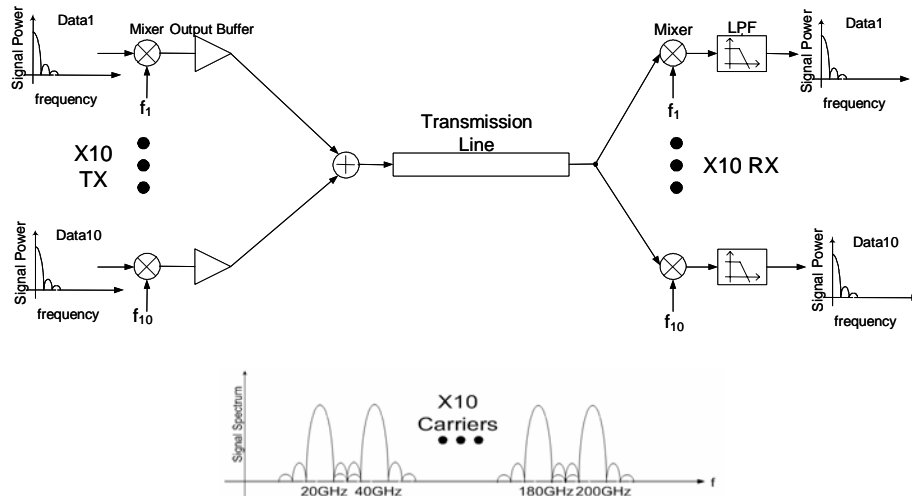 Signal Power
Data1
frequency
Mixer
Output Buffer
f1
X10
TX
Signal Power
Data10
frequency
f10
Transmission
Line
Mixer
LPF
f1
X10 RX
f10
Signal Power
Data1
frequency
Signal Power
Data10
frequency
Signal Spectrum
X10
Carriers
20GHz 40GHz 180GHz 200GHz
f